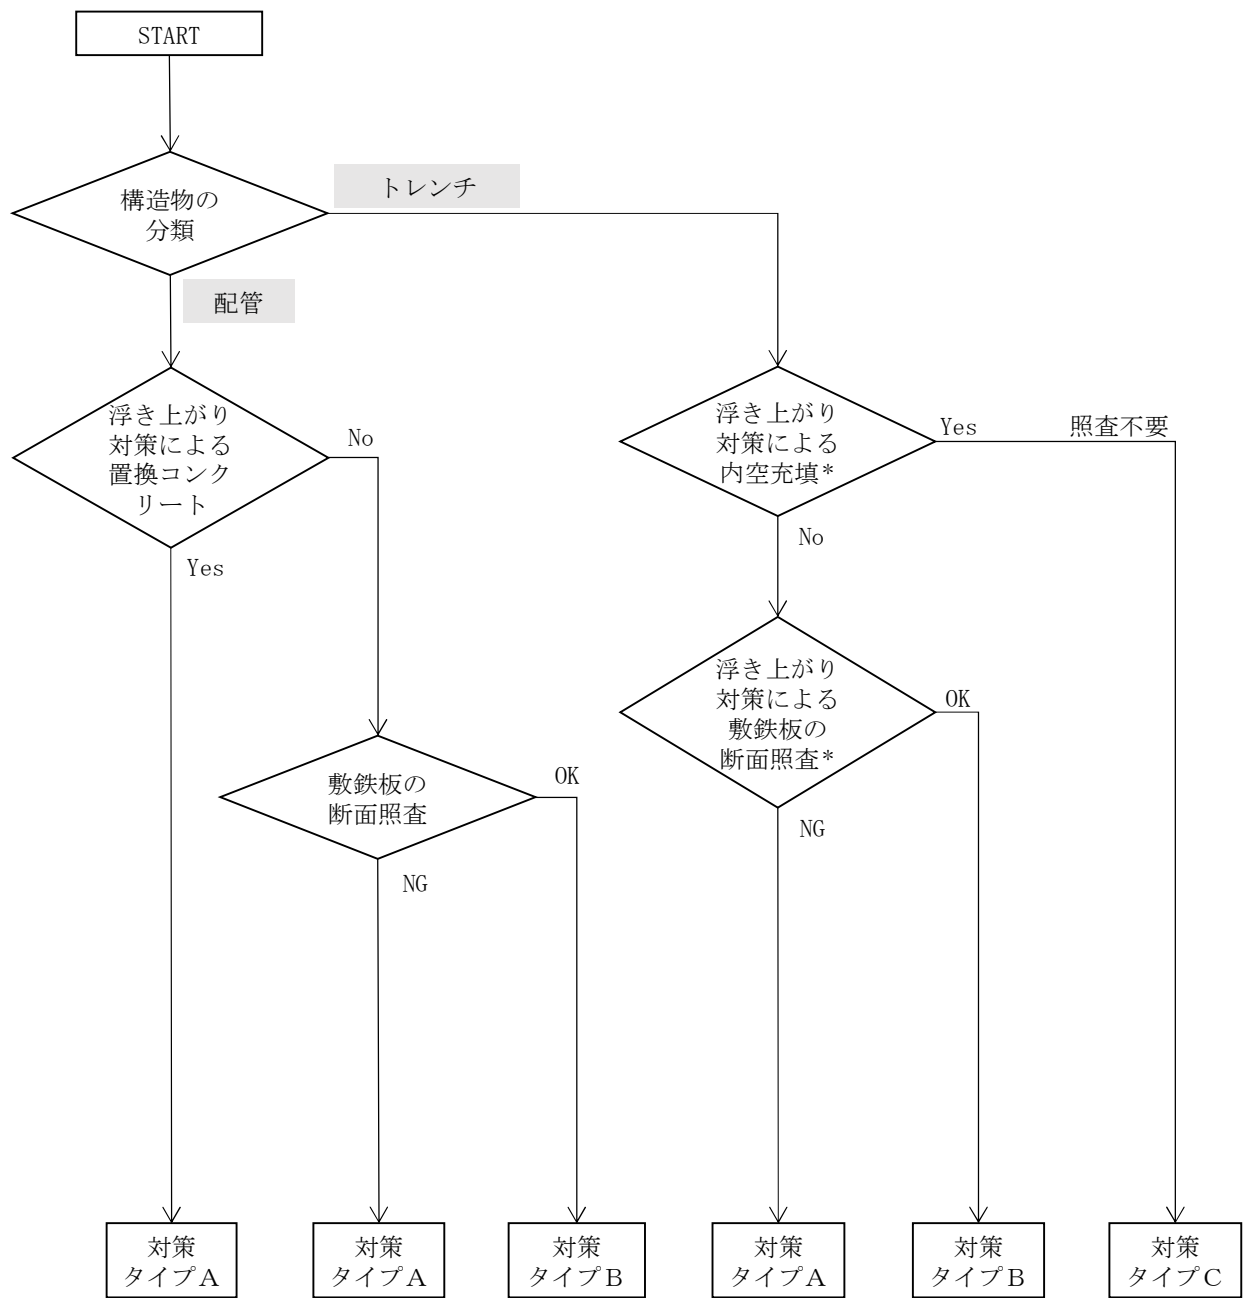 START
構造物の
分類
トレンチ
配管
浮き上がり
対策による
置換コンク
リート
No
Yes
浮き上がり
対策による
内空充填*
Yes
照査不要
No
浮き上がり
対策による
敷鉄板の
断面照査*
OK
NG
敷鉄板の
断面照査
OK
NG
対策
タイプA
対策
タイプA
対策
タイプB
対策
タイプA
対策
タイプB
対策
タイプC